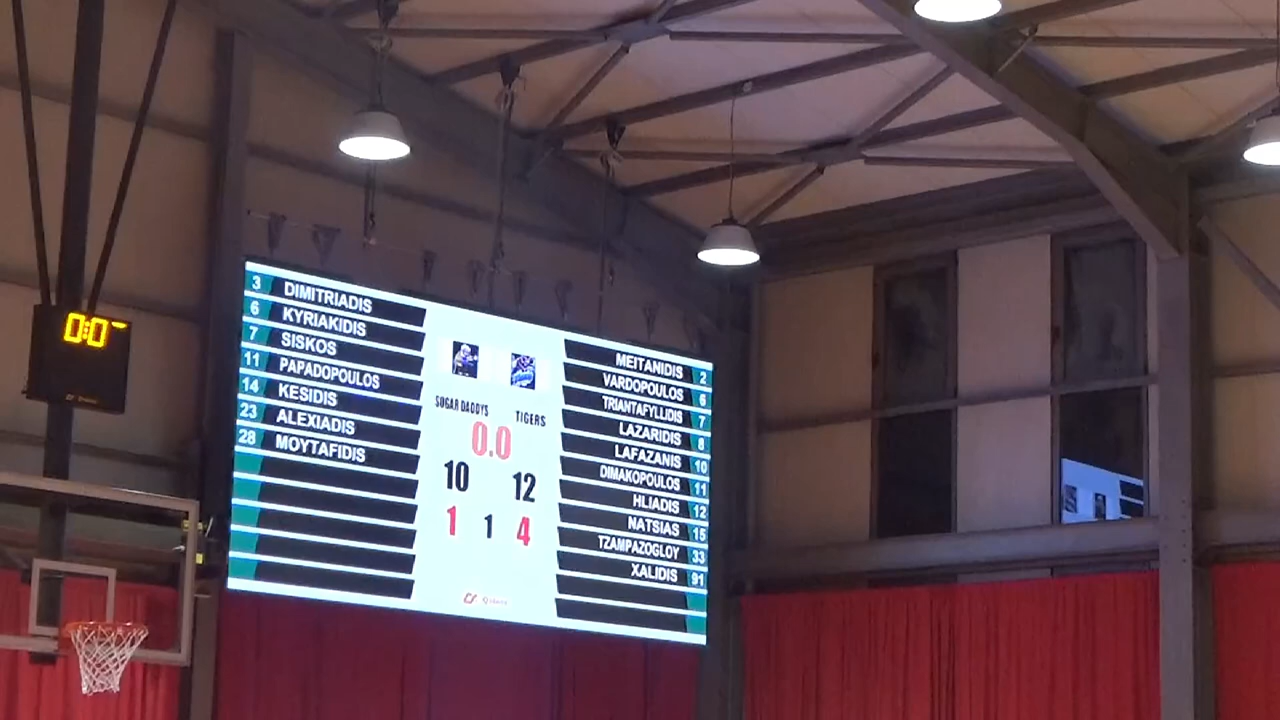 0:0
3 DIMITRIADIS
6 KYRIAKIDIS
7 SISKOS
11 PAPADOPOULOS
14 KESIDIS
23 ALEXIADIS
28 MOYTAFIDIS
SUGAR DADDYS TIGERS
0.0
10 12
1 1 4
MEITANIDIS 2
VARDOPOULOS 6
TRIANTAFYLLIDIS 7
LAZARIDIS 8
LAFAZANIS 10
DIMAKOPOULOS 11
HLIADIS 12
NATSIAS 15
TZAMPAZOGLOY 33
XALIDIS 91